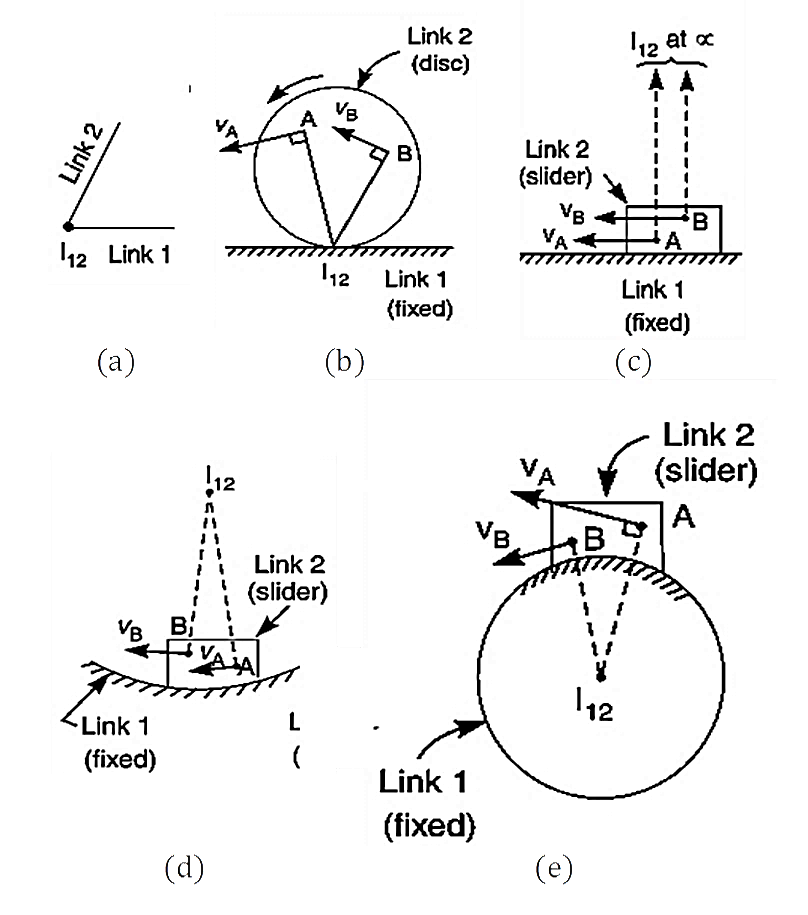 Link 2
I12
Link 1
(a)
Link 2
(disc)
vA
A
vB
B
I12
Link 1
(fixed)
(b)
I12 at ∝
Link 2
(slider)
vB
B
vA
A
Link 1
(fixed)
(c)
I12
Link 2
(slider)
B
vB
vA
A
Link 1
(fixed)
L
(
(d)
Link 2
(slider)
vA
A
vB
B
I12
Link 1
(fixed)
(e)